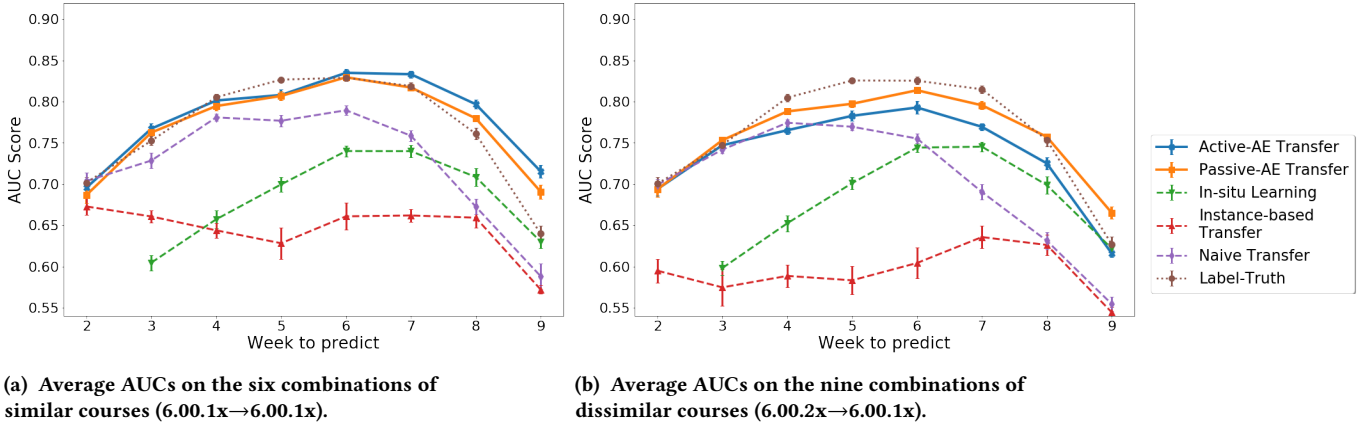 0.90
0.85
0.80
0.75
0.70
0.65
0.60
0.55
AUC Score
2 3 4 5 6 7 8 9
Week to predict
0.90
0.85
0.80
0.75
0.70
0.65
0.60
0.55
AUC Score
2 3 4 5 6 7 8 9
Week to predict
Active-AE Transfer
Passive-AE Transfer
In-situ Learning
Instance-based
Transfer
Naive Transfer
Label-Truth
(a) Average AUCs on the six combinations of
similar courses (6.00.1x→6.00.1x).
(b) Average AUCs on the nine combinations of
dissimilar courses (6.00.2x→6.00.1x).